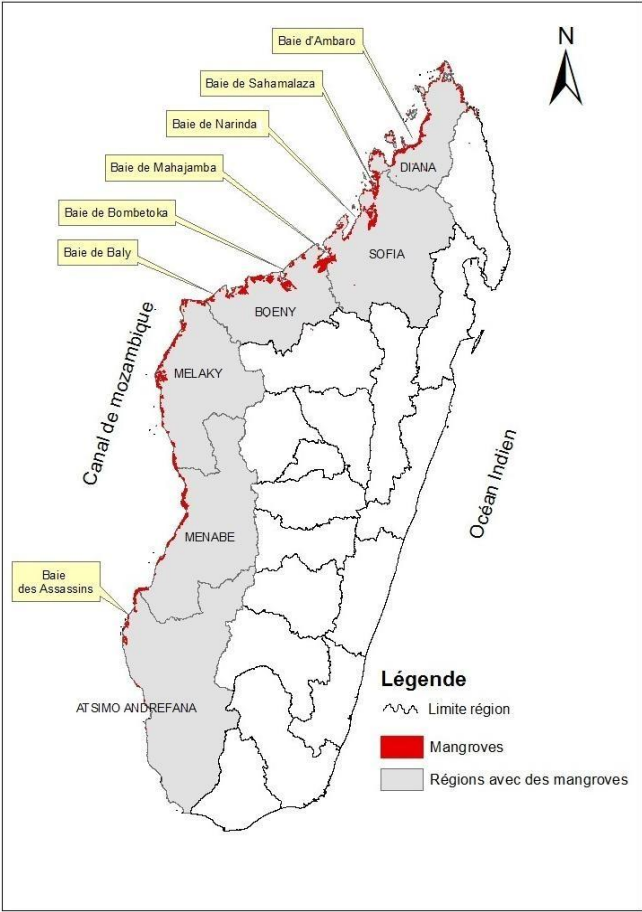 N
Baie d'Ambaro
Baie de Sahamalaza
Baie de Narinda
Baie de Mahajamba
Baie de Bombetoka
Baie de Baly
DIANA
SOFIA
BOENY
MELAKY
MENABE
Canal de mozambique
Océan Indien
Baie
des Assassins
ATSIMO ANDREFANA
Légende
Limite région
Mangroves
Régions avec des mangroves